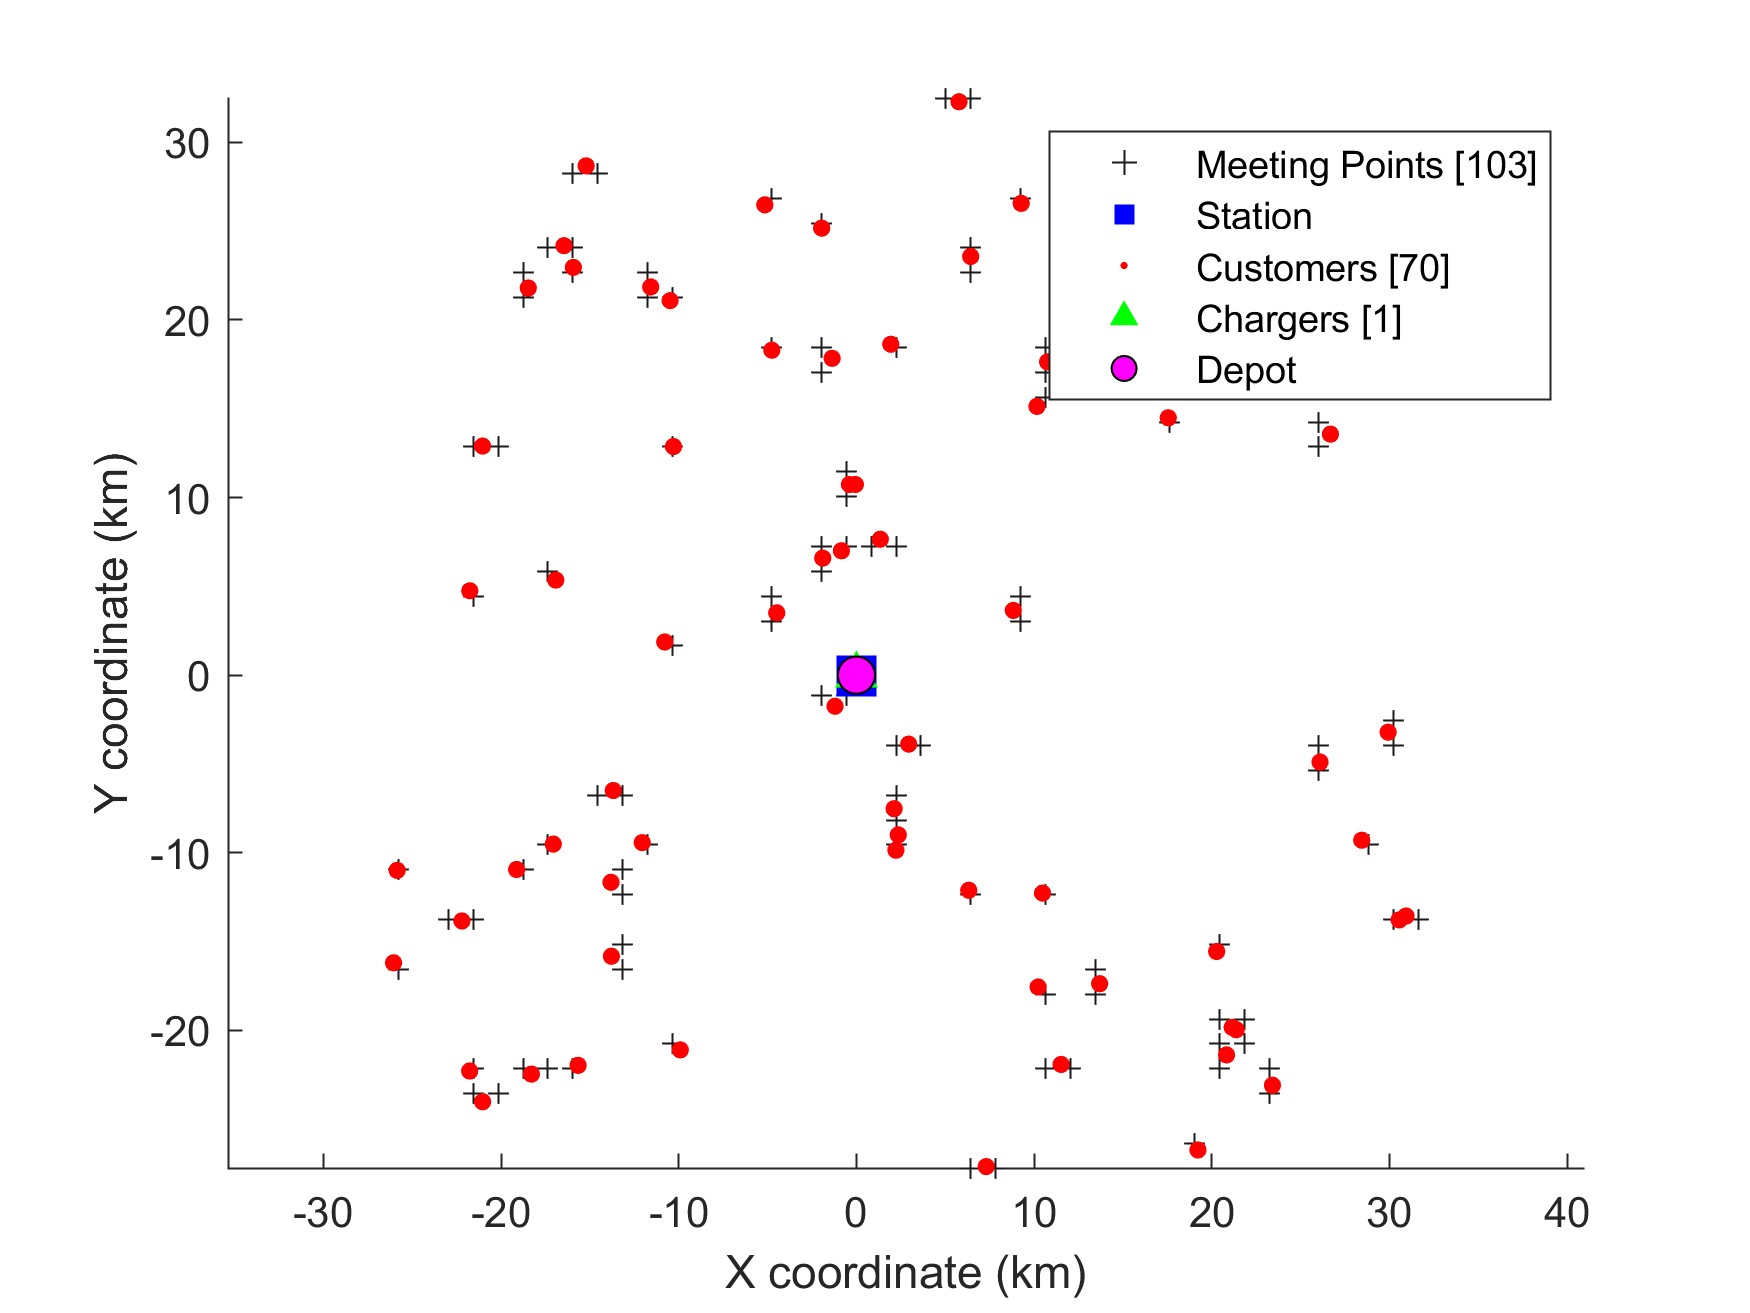 30
20
10
0
-10
-20
-30
-20
-10
0
10
20
30
40
X coordinate (km)
Y coordinate (km)
Meeting Points [103]
Station
Customers [70]
Chargers [1]
Depot